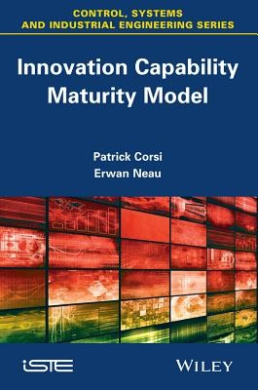 CONTROL, SYSTEMS
AND INDUSTRIAL ENGINEERING SERIES
Innovation Capability
Maturity Model
Patrick Corsi
Erwan Neau
iSTE
WILEY